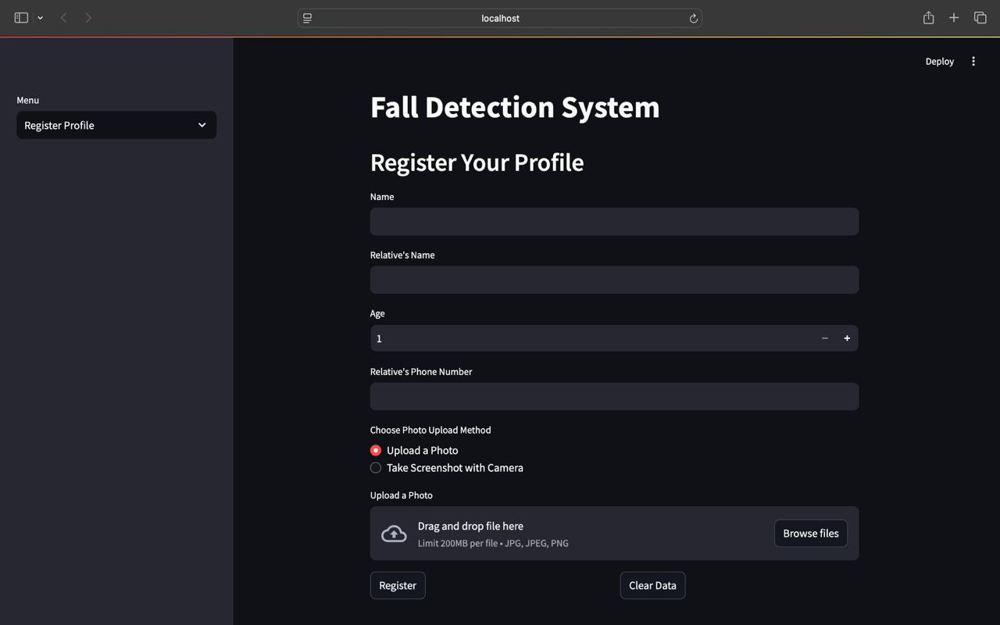 localhost
Deploy
Menu
Register Profile
Fall Detection System
Register Your Profile
Name
Relative's Name
Age
1
Relative's Phone Number
Choose Photo Upload Method
Upload a Photo
Take Screenshot with Camera
Upload a Photo
Drag and drop file here
Limit 200MB per file • JPG, JPEG, PNG
Browse files
Register
Clear Data